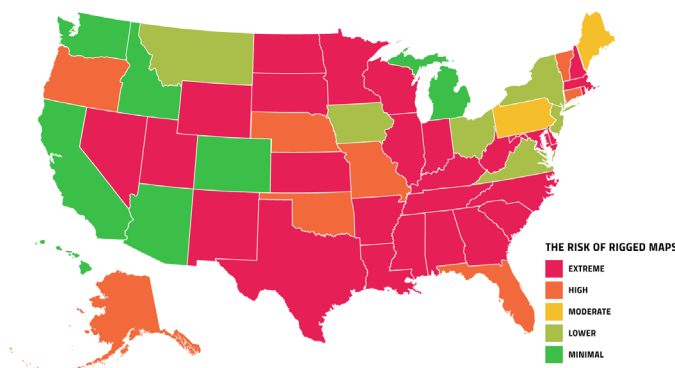 THE RISK OF RIGGED MAPS
EXTREME
HIGH
MODERATE
LOWER
MINIMAL